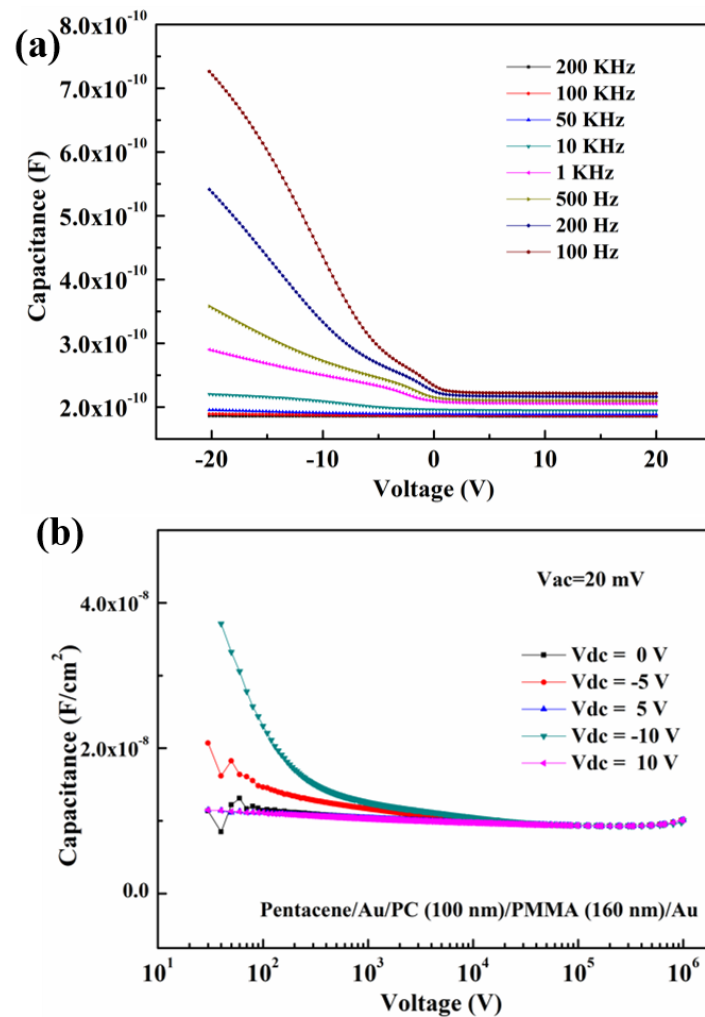 (a)
8.0x10⁻¹⁰
7.0x10⁻¹⁰
6.0x10⁻¹⁰
5.0x10⁻¹⁰
4.0x10⁻¹⁰
3.0x10⁻¹⁰
2.0x10⁻¹⁰
Capacitance (F)
200 KHz
100 KHz
50 KHz
10 KHz
1 KHz
500 Hz
200 Hz
100 Hz
-20 -10 0 10 20
Voltage (V)
(b)
Vac=20 mV
4.0x10⁻⁸
2.0x10⁻⁸
0.0
Capacitance (F/cm²)
Vdc = 0 V
Vdc = -5 V
Vdc = 5 V
Vdc = -10 V
Vdc = 10 V
Pentacene/Au/PC (100 nm)/PMMA (160 nm)/Au
10¹ 10² 10³ 10⁴ 10⁵ 10⁶
Voltage (V)